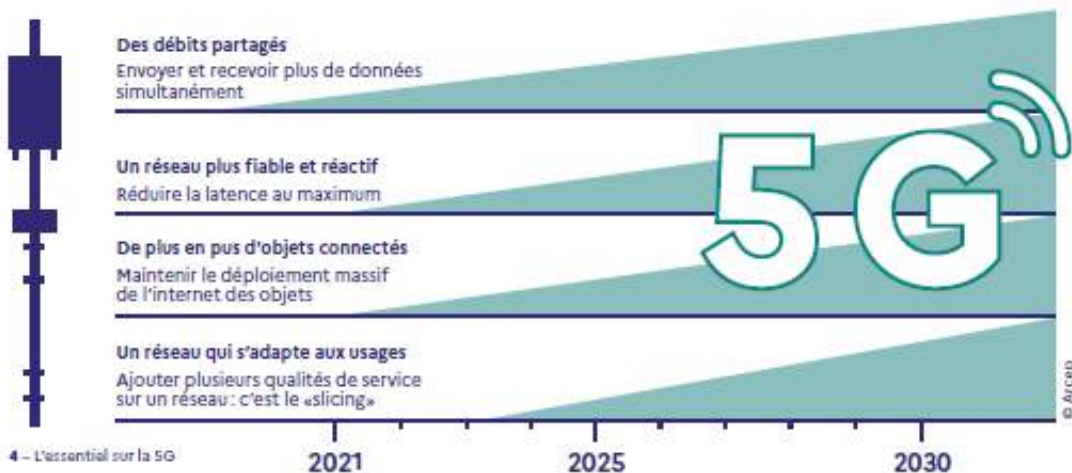 Des débits partagés
Envoyer et recevoir plus de données
simultanément
Un réseau plus fiable et réactif
Réduire la latence au maximum
De plus en pus d'objets connectés
Maintenir le déploiement massif
de l'internet des objets
Un réseau qui s'adapte aux usages
Ajouter plusieurs qualités de service
sur un réseau : c'est le «slicing»
5G
© Arcep
4 – L'essentiel sur la 5G
2021
2025
2030